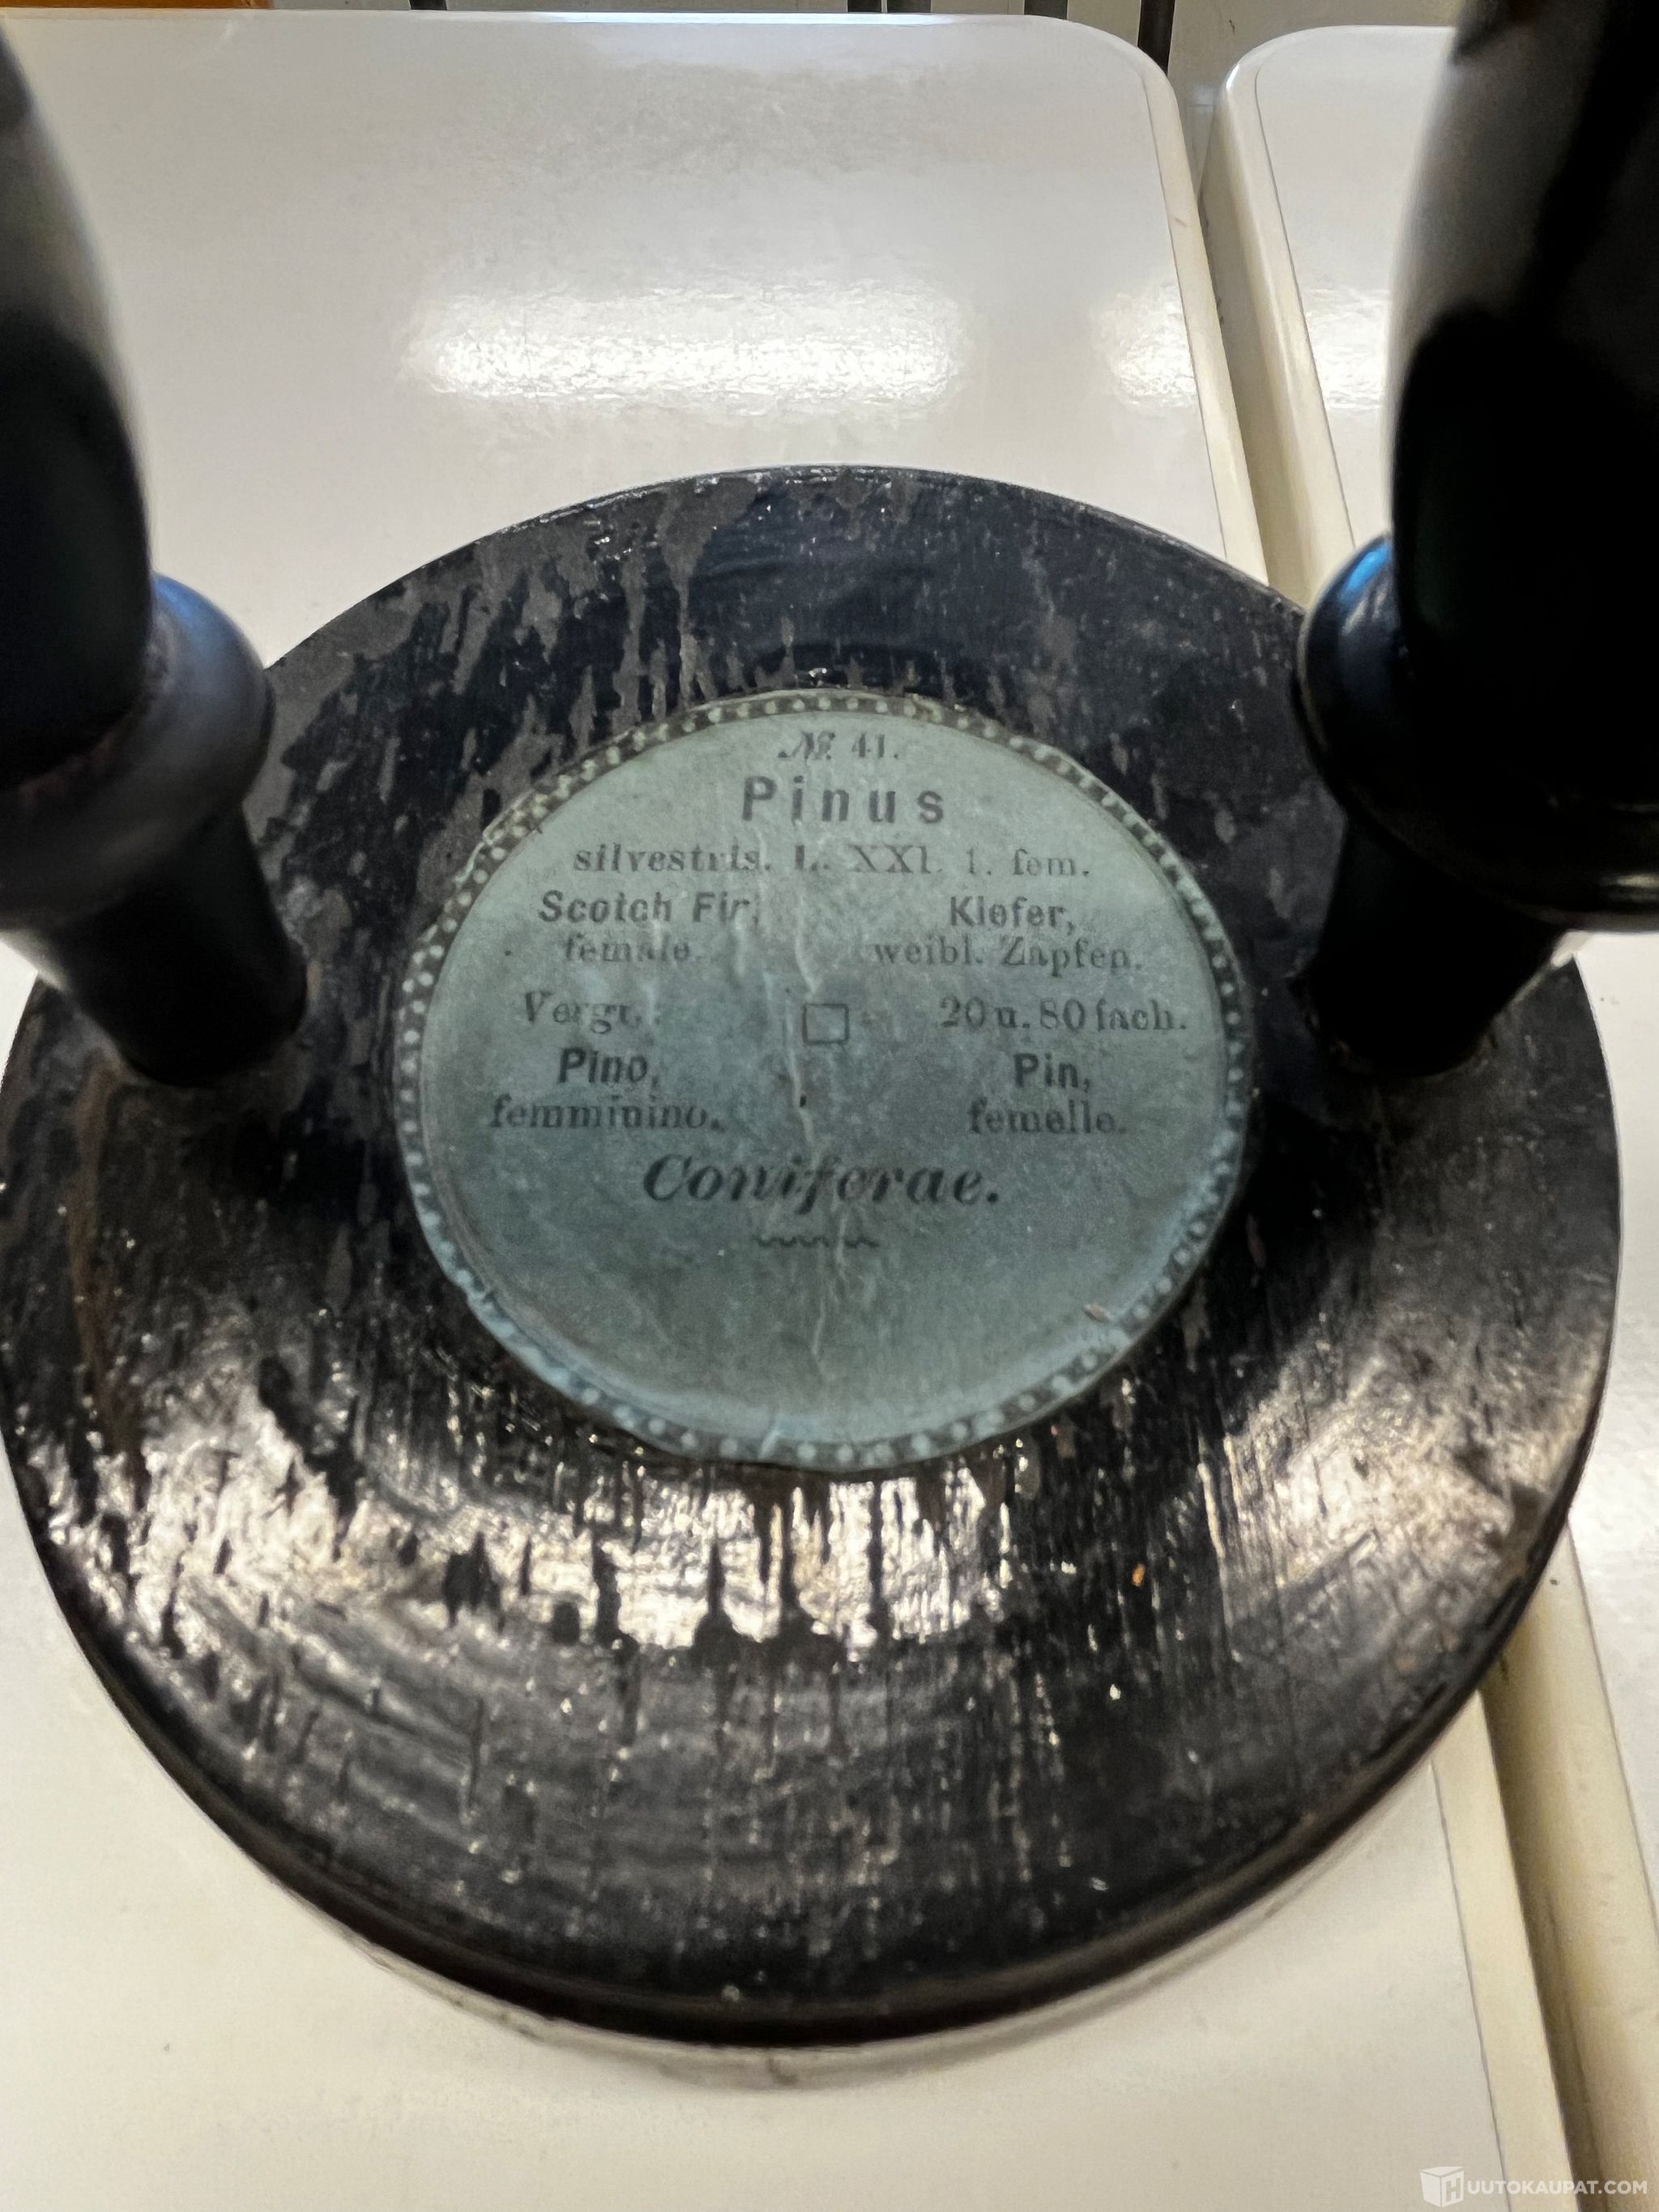 № 41.
Pinus
silvestris. L. XXI. 1. fem.
Scotch Fir, Kiefer,
female. weibl. Zapfen.
Vergr.: 20 u. 80 fach.
Pino, Pin,
femminino. femelle.
Coniferae.
HUUTOKAUPAT.COM